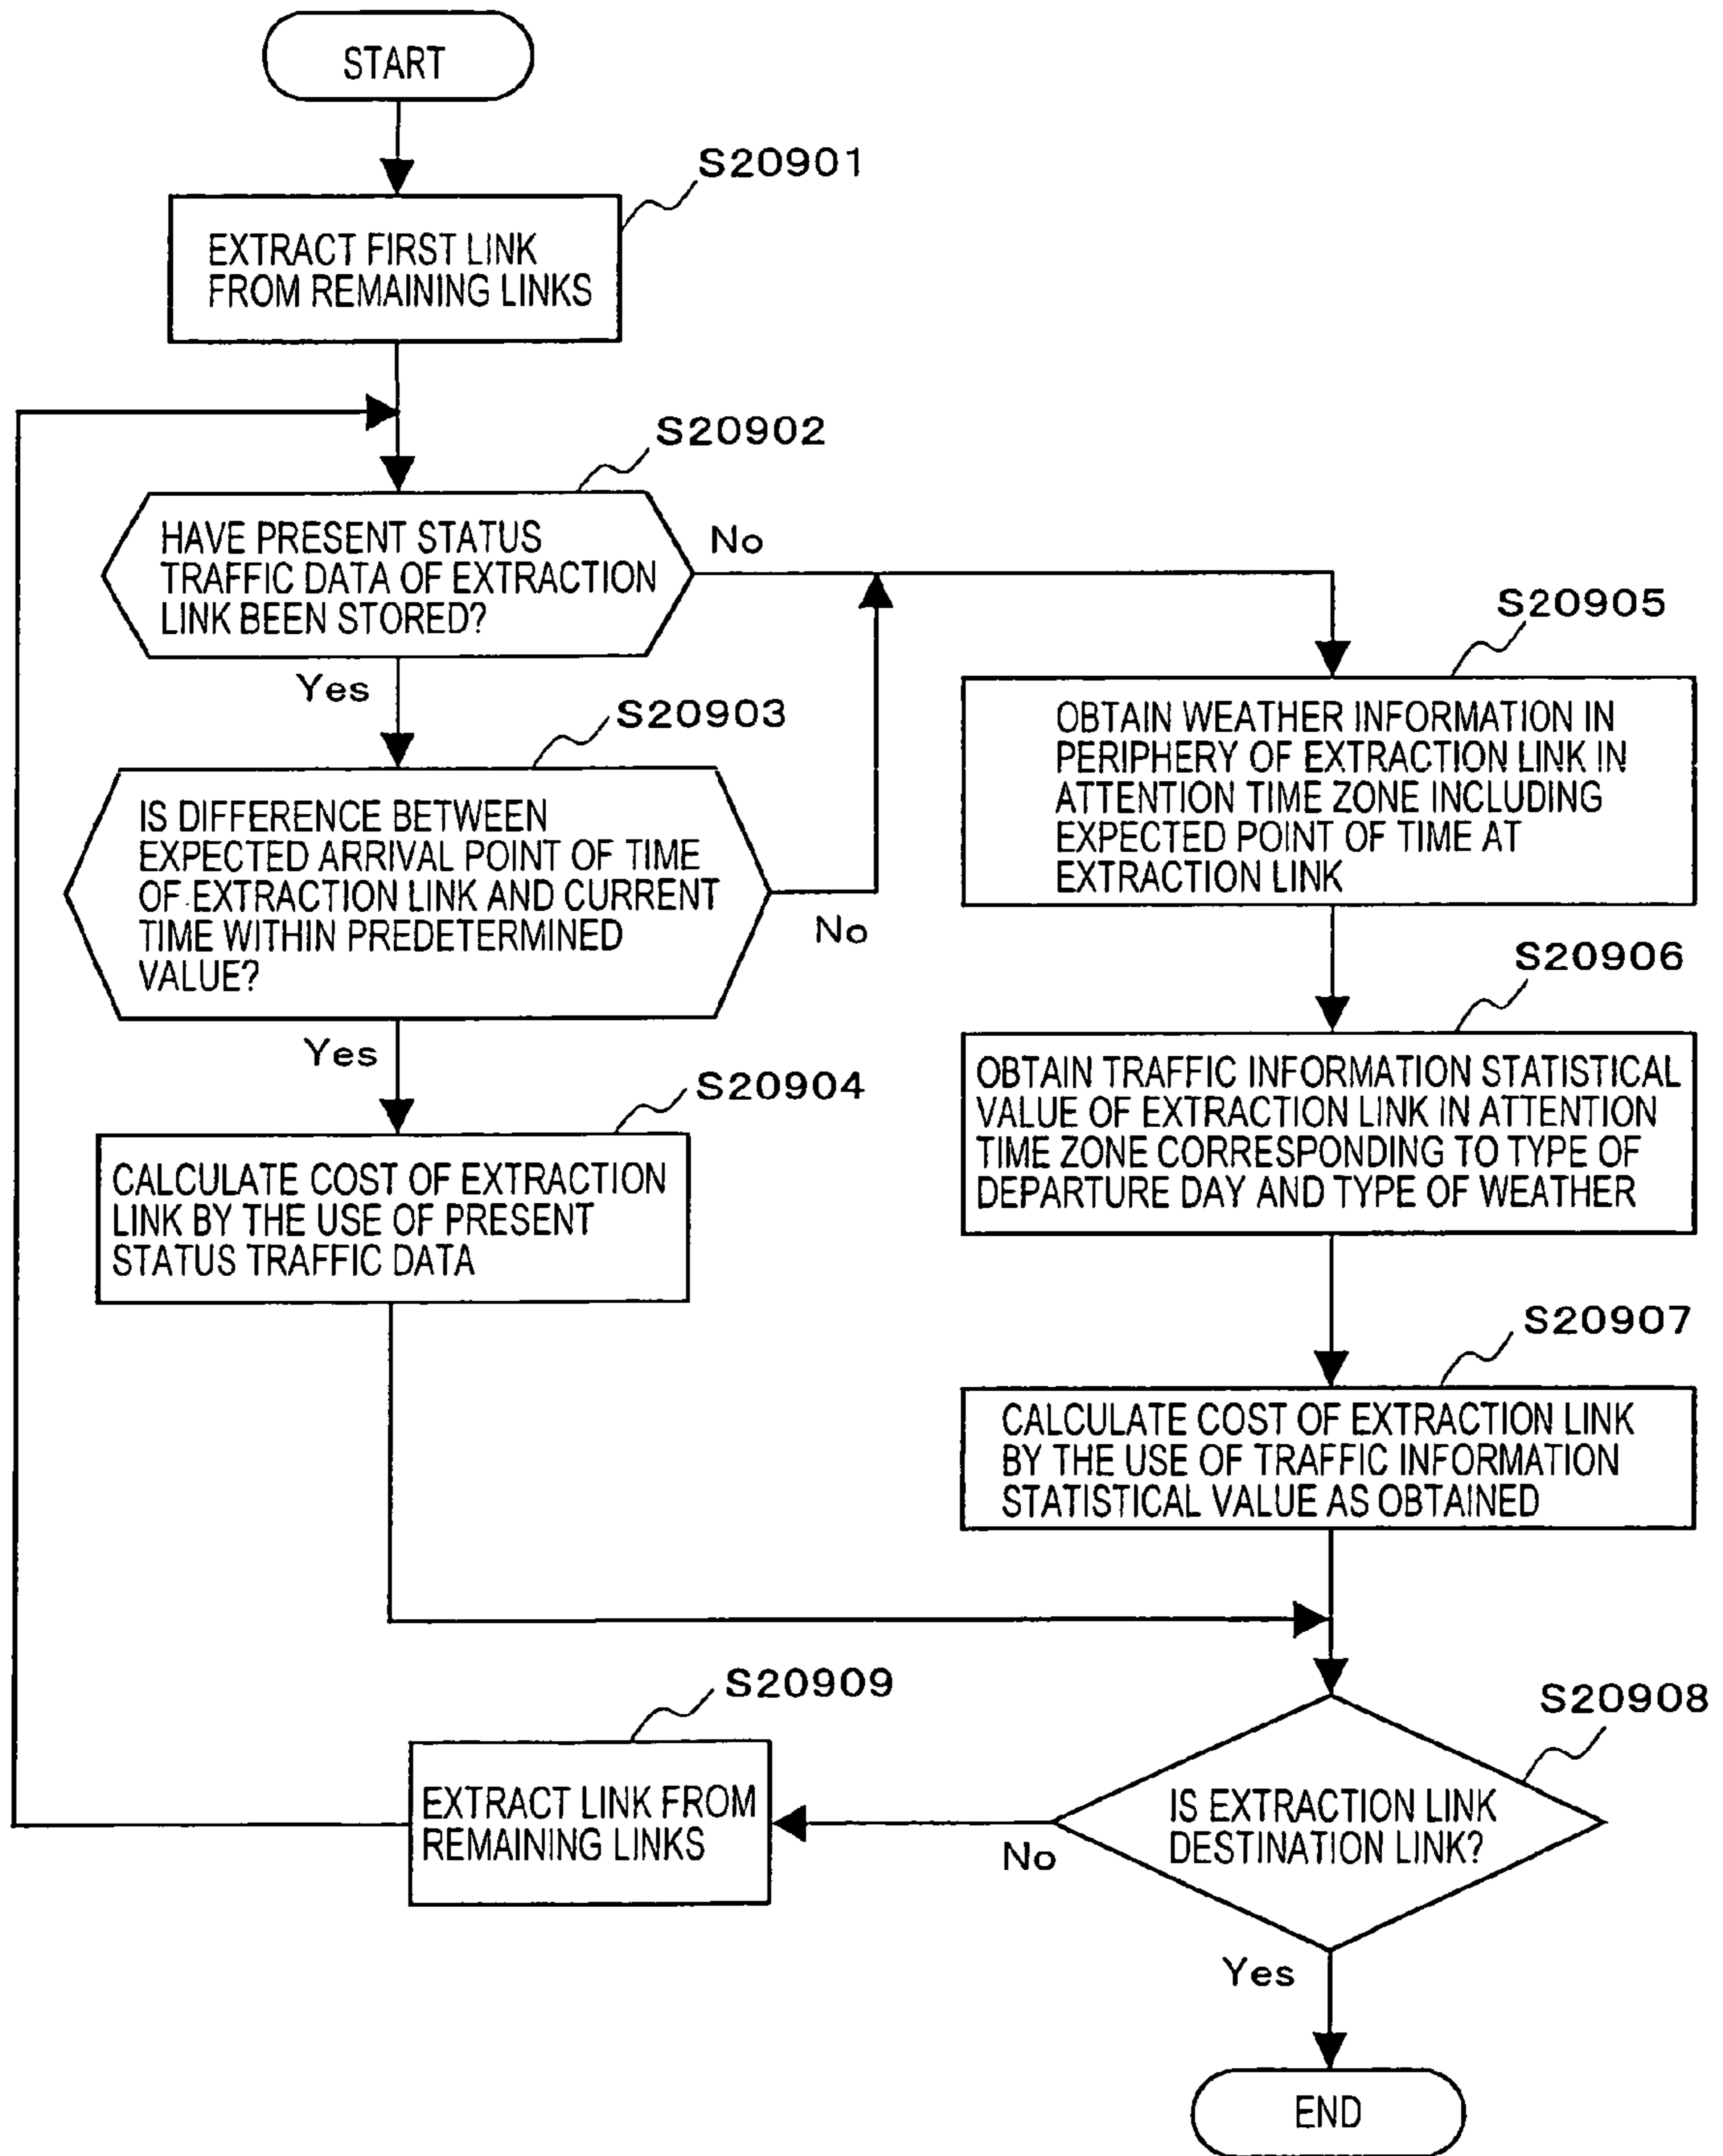 START
S20901
EXTRACT FIRST LINK
FROM REMAINING LINKS
S20902
HAVE PRESENT STATUS
TRAFFIC DATA OF EXTRACTION
LINK BEEN STORED?
No
Yes
S20903
IS DIFFERENCE BETWEEN
EXPECTED ARRIVAL POINT OF TIME
OF EXTRACTION LINK AND CURRENT
TIME WITHIN PREDETERMINED
VALUE?
No
Yes
S20904
CALCULATE COST OF EXTRACTION
LINK BY THE USE OF PRESENT
STATUS TRAFFIC DATA
S20905
OBTAIN WEATHER INFORMATION IN
PERIPHERY OF EXTRACTION LINK IN
ATTENTION TIME ZONE INCLUDING
EXPECTED POINT OF TIME AT
EXTRACTION LINK
S20906
OBTAIN TRAFFIC INFORMATION STATISTICAL
VALUE OF EXTRACTION LINK IN ATTENTION
TIME ZONE CORRESPONDING TO TYPE OF
DEPARTURE DAY AND TYPE OF WEATHER
S20907
CALCULATE COST OF EXTRACTION LINK
BY THE USE OF TRAFFIC INFORMATION
STATISTICAL VALUE AS OBTAINED
S20908
IS EXTRACTION LINK
DESTINATION LINK?
No
S20909
EXTRACT LINK FROM
REMAINING LINKS
Yes
END